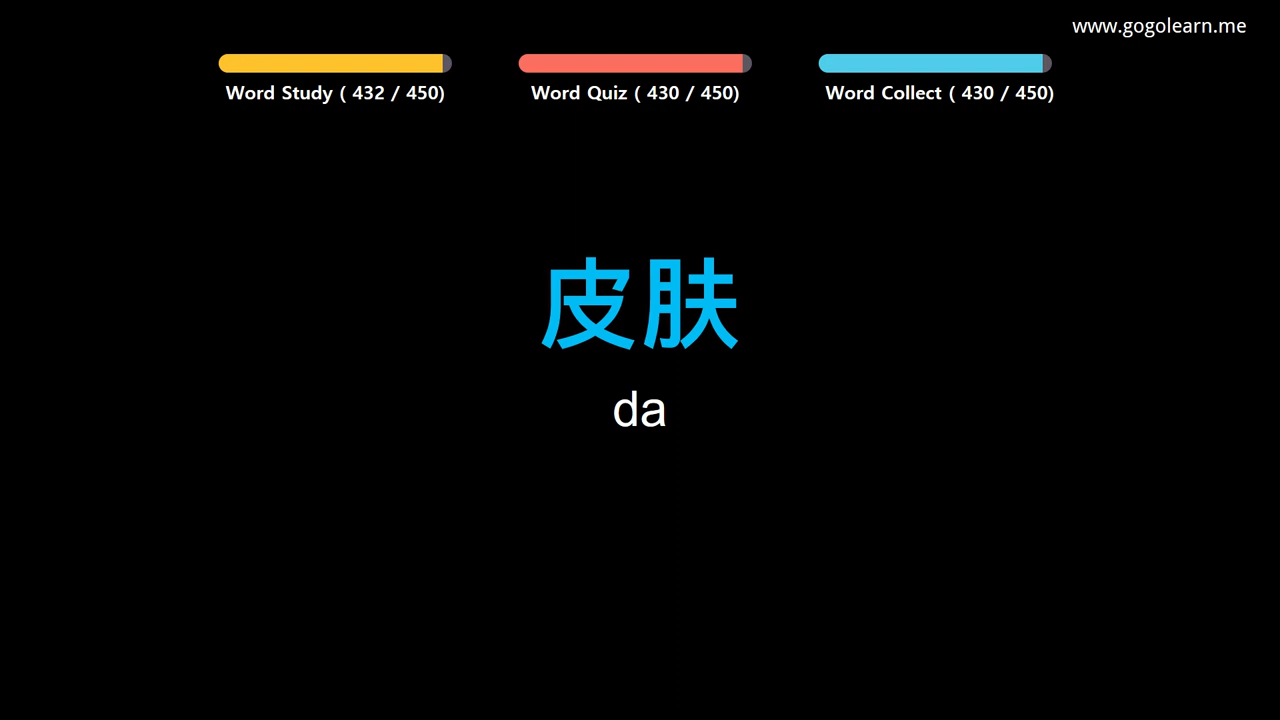 www.gogolearn.me
Word Study ( 432 / 450)
Word Quiz ( 430 / 450)
Word Collect ( 430 / 450)
皮肤
da